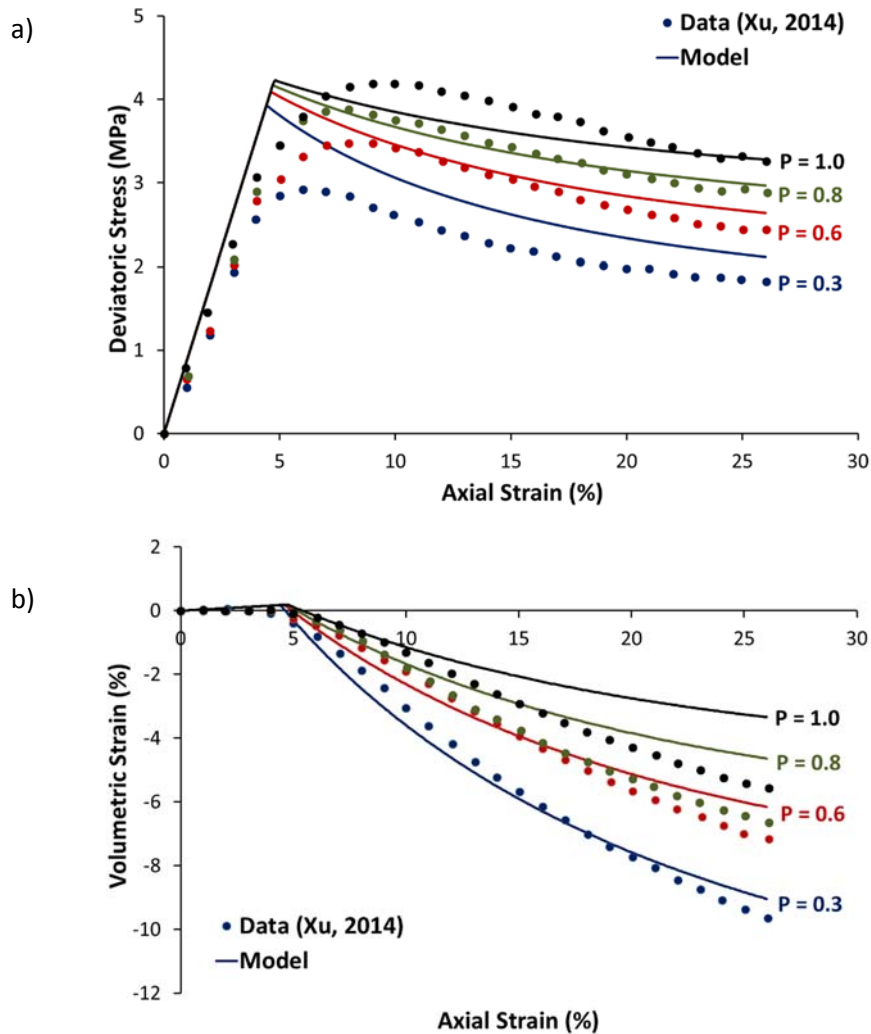 a)
Data (Xu, 2014)
Model
Deviatoric Stress (MPa)
5
4
3
2
1
0
P = 1.0
P = 0.8
P = 0.6
P = 0.3
0 5 10 15 20 25 30
Axial Strain (%)
b)
Volumetric Strain (%)
2
0
-2
-4
-6
-8
-10
-12
0 5 10 15 20 25 30
P = 1.0
P = 0.8
P = 0.6
P = 0.3
Data (Xu, 2014)
Model
Axial Strain (%)